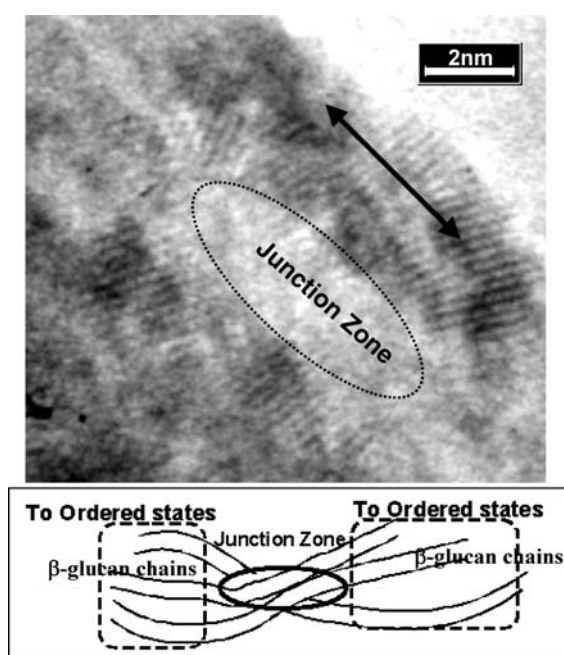 2nm
Junction Zone
To Ordered states To Ordered states
Junction Zone
β-glucan chains β-glucan chains